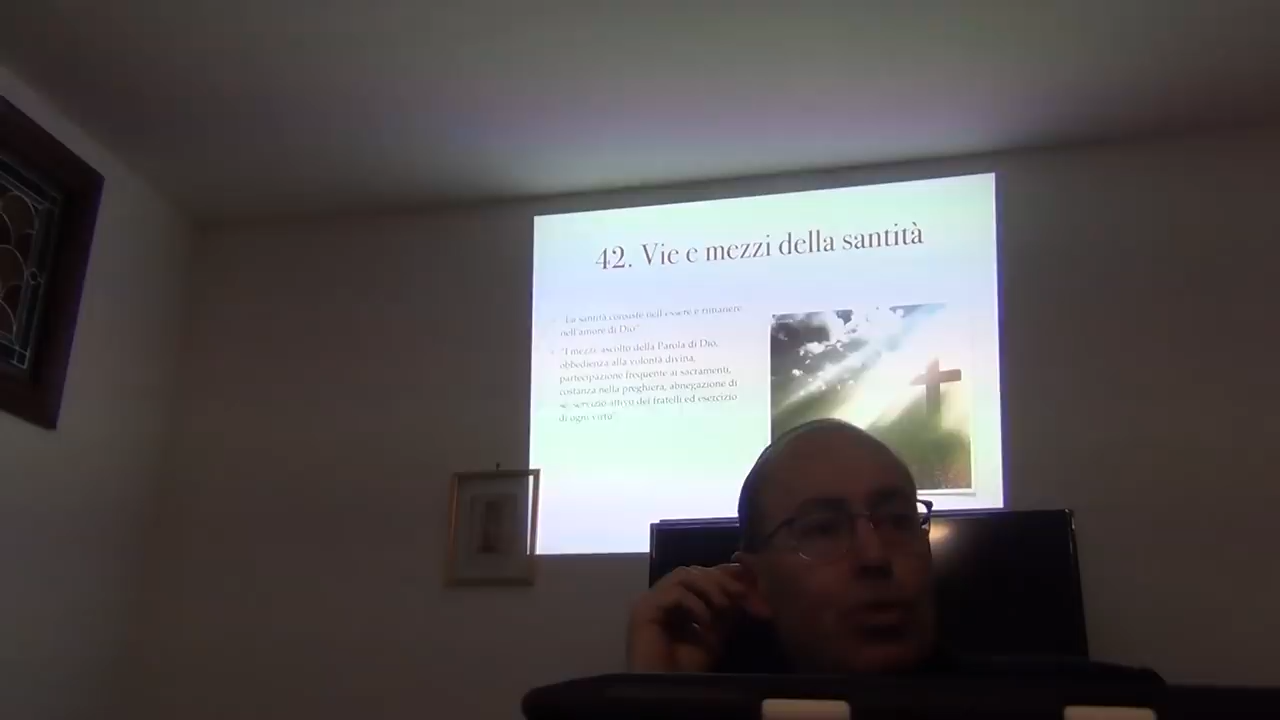 42. Vie e mezzi della santità
"La santità consiste nell'essere e rimanere
nell'amore di Dio"
"I mezzi: ascolto della Parola di Dio,
obbedienza alla volontà divina,
partecipazione frequente ai sacramenti,
costanza nella preghiera, abnegazione di
sé, servizio attivo dei fratelli ed esercizio
di ogni virtù"